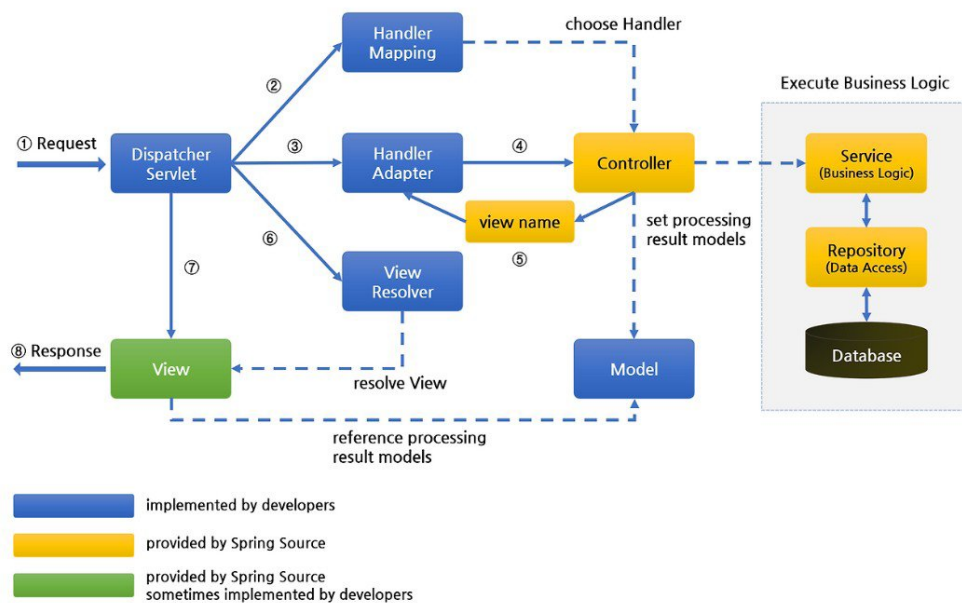 Handler
Mapping
choose Handler
②
Execute Business Logic
① Request
Dispatcher
Servlet
③
Handler
Adapter
④
Controller
Service
(Business Logic)
view name
⑤
set processing
result models
⑥
⑦
View
Resolver
Repository
(Data Access)
⑧ Response
View
resolve View
Model
Database
reference processing
result models
implemented by developers
provided by Spring Source
provided by Spring Source
sometimes implemented by developers